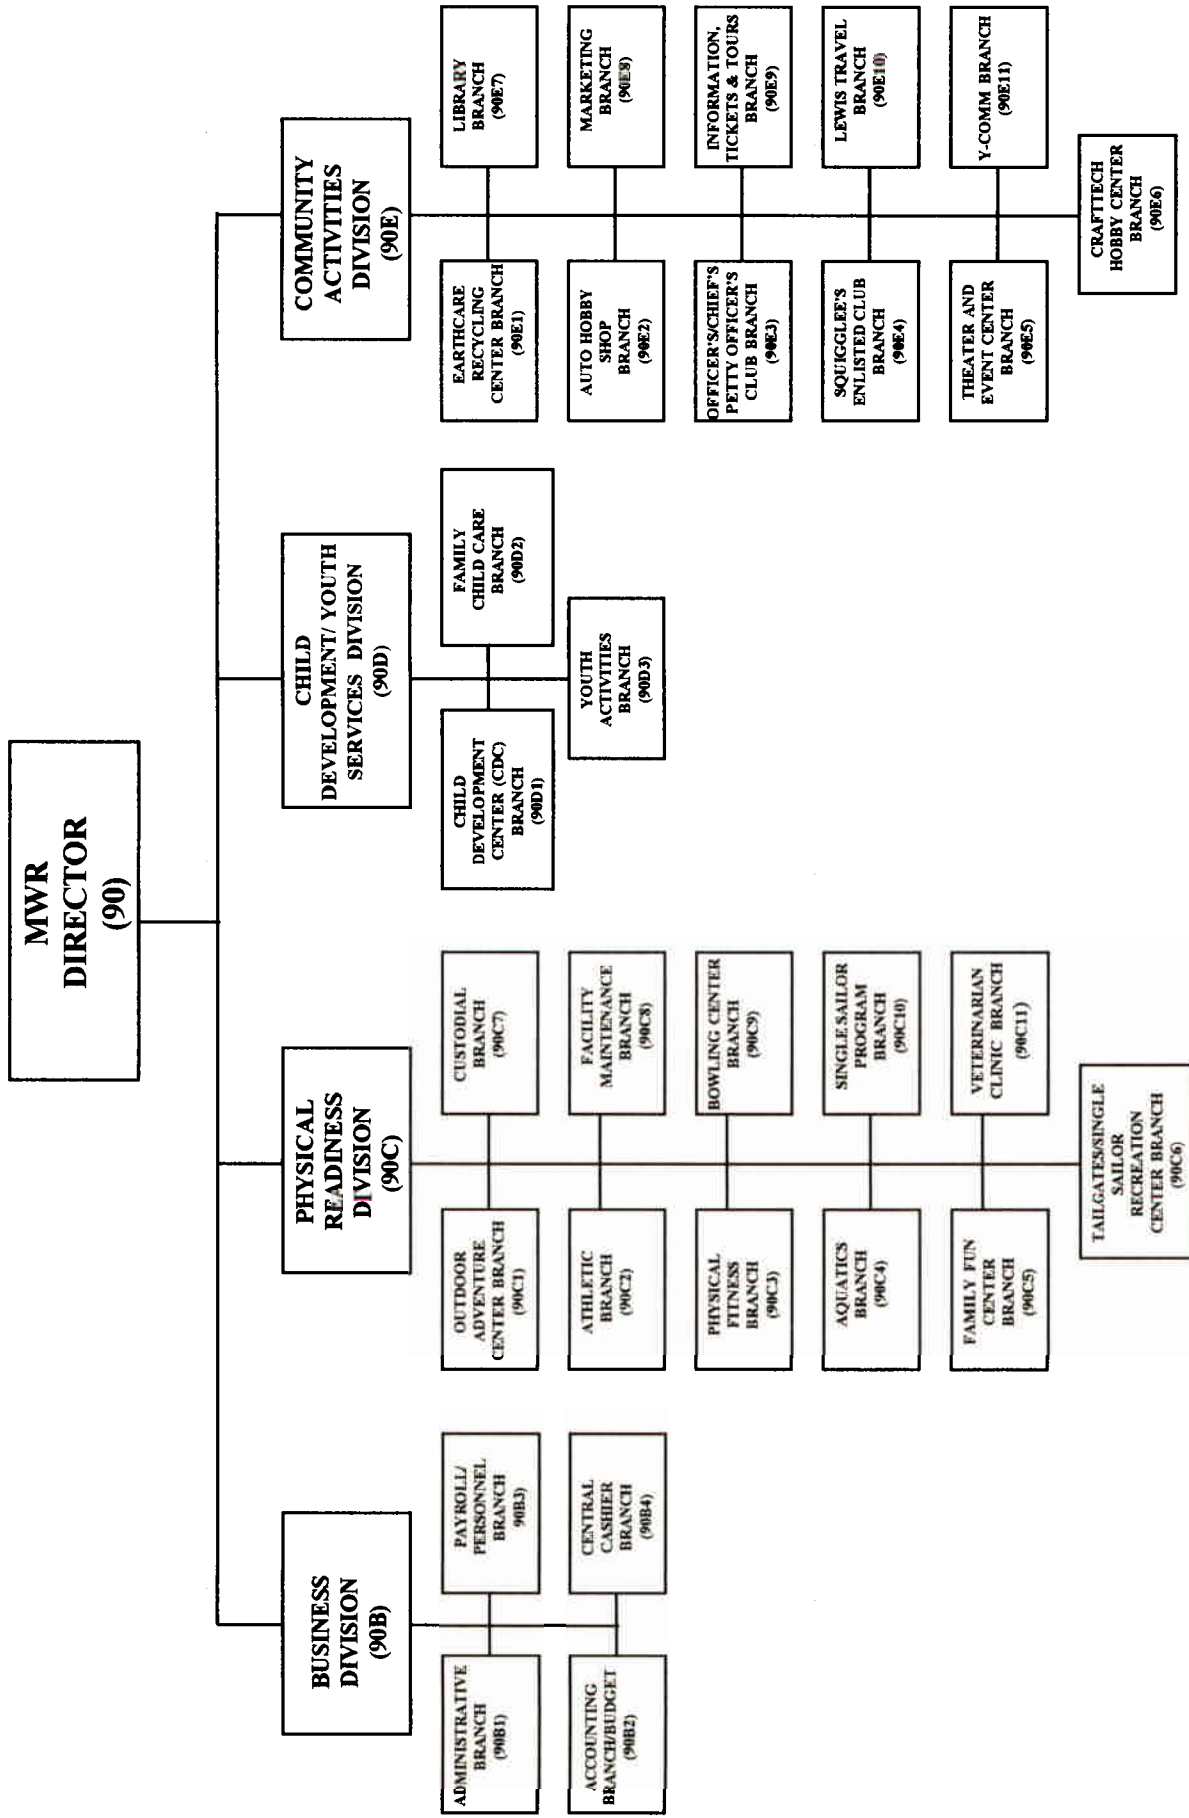 MWR
DIRECTOR
(90)
BUSINESS
DIVISION
(90B)
ADMINISTRATIVE
BRANCH
(90B1)
PAYROLL/
PERSONNEL
BRANCH
90B3)
ACCOUNTING
BRANCH/BUDGET
(90B2)
CENTRAL
CASHIER
BRANCH
(90B4)
PHYSICAL
READINESS
DIVISION
(90C)
OUTDOOR
ADVENTURE
CENTER BRANCH
(90C1)
CUSTODIAL
BRANCH
(90C7)
ATHLETIC
BRANCH
(90C2)
FACILITY
MAINTENANCE
BRANCH
(90C8)
PHYSICAL
FITNESS
BRANCH
(90C3)
BOWLING CENTER
BRANCH
(90C9)
AQUATICS
BRANCH
(90C4)
SINGLE SAILOR
PROGRAM
BRANCH
(90C10)
FAMILY FUN
CENTER
BRANCH
(90C5)
VETERINARIAN
CLINIC BRANCH
(90C11)
TAILGATES/SINGLE
SAILOR
RECREATION
CENTER BRANCH
(90C6)
CHILD
DEVELOPMENT/ YOUTH
SERVICES DIVISION
(90D)
CHILD
DEVELOPMENT
CENTER (CDC)
BRANCH
(90D1)
FAMILY
CHILD CARE
BRANCH
(90D2)
YOUTH
ACTIVITIES
BRANCH
(90D3)
COMMUNITY
ACTIVITIES
DIVISION
(90E)
EARTHCARE
RECYCLING
CENTER BRANCH
(90E1)
LIBRARY
BRANCH
(90E7)
AUTO HOBBY
SHOP
BRANCH
(90E2)
MARKETING
BRANCH
(90E8)
OFFICER'S/CHIEF'S
PETTY OFFICER'S
CLUB BRANCH
(90E3)
INFORMATION,
TICKETS & TOURS
BRANCH
(90E9)
SQUIGGLEE'S
ENLISTED CLUB
BRANCH
(90E4)
LEWIS TRAVEL
BRANCH
(90E10)
THEATER AND
EVENT CENTER
BRANCH
(90E5)
Y-COMM BRANCH
(90E11)
CRAFTTECH
HOBBY CENTER
BRANCH
(90E6)